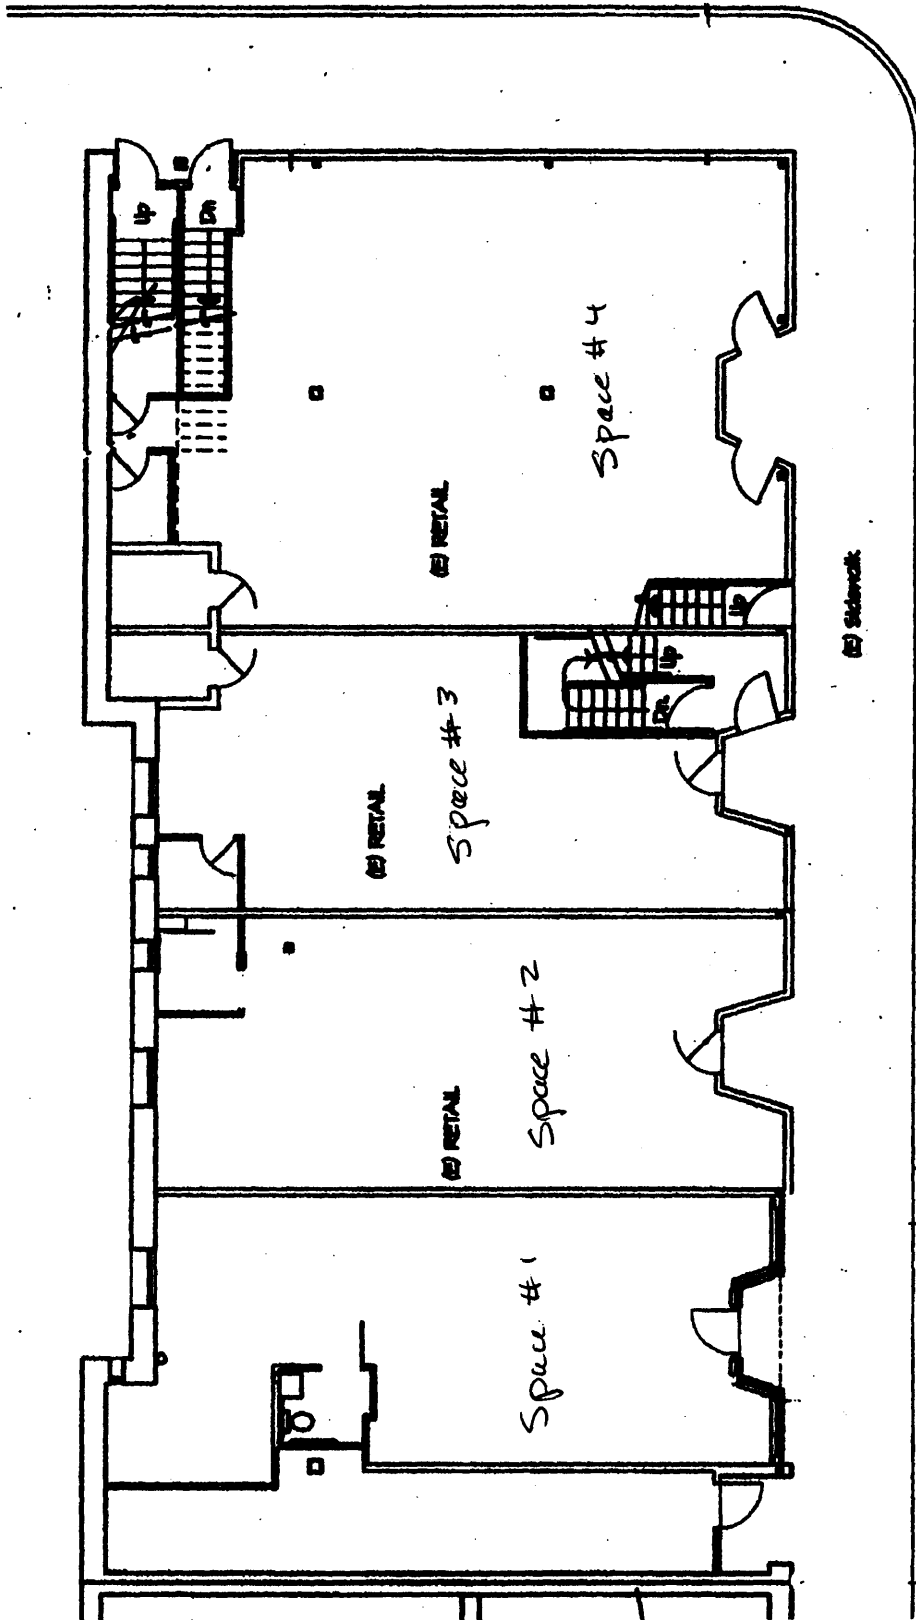 Up
Dn
Space #4
(E) RETAIL
Up
(E) Sidewalk
Up
Dn.
Space #3
(E) RETAIL
Space #2
(E) RETAIL
Space #1